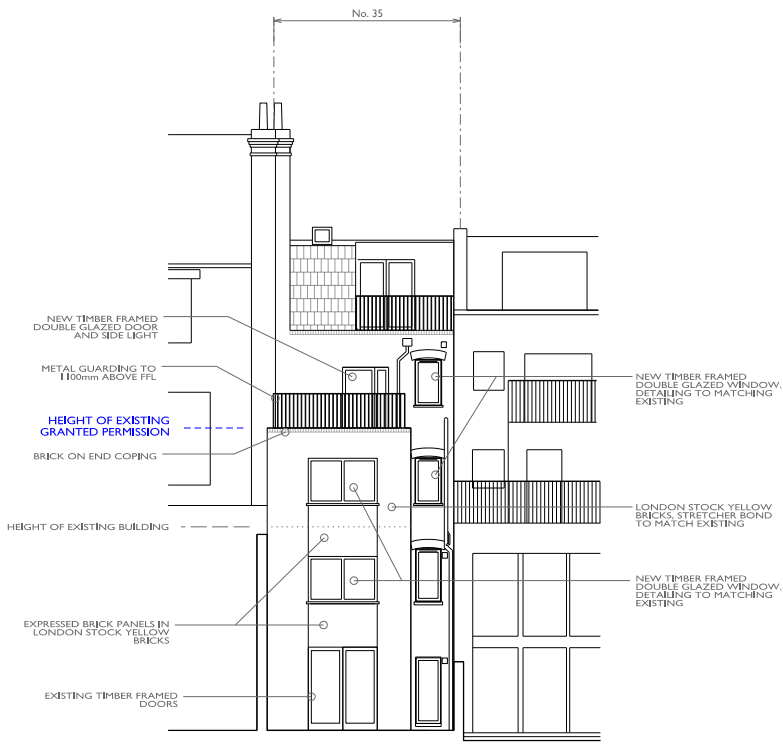 No. 35
NEW TIMBER FRAMED
DOUBLE GLAZED DOOR
AND SIDE LIGHT
METAL GUARDING TO
1100mm ABOVE FFL
HEIGHT OF EXISTING
GRANTED PERMISSION
BRICK ON END COPING
HEIGHT OF EXISTING BUILDING
EXPRESSED BRICK PANELS IN
LONDON STOCK YELLOW
BRICKS
EXISTING TIMBER FRAMED
DOORS
NEW TIMBER FRAMED
DOUBLE GLAZED WINDOW,
DETAILING TO MATCHING
EXISTING
LONDON STOCK YELLOW
BRICKS, STRETCHER BOND
TO MATCH EXISTING
NEW TIMBER FRAMED
DOUBLE GLAZED WINDOW,
DETAILING TO MATCHING
EXISTING